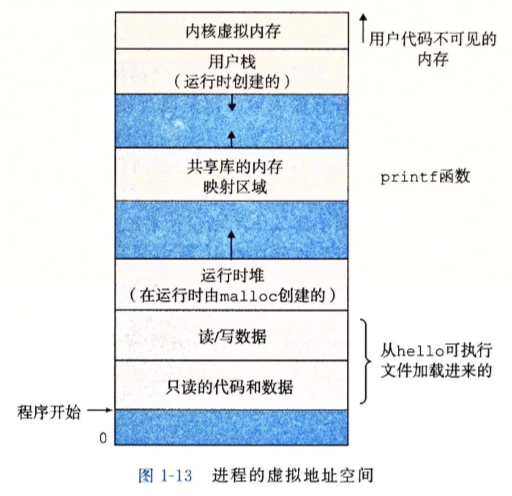 内核虚拟内存
用户代码不可见的
内存
用户栈
(运行时创建的)
共享库的内存
映射区域
printf函数
运行时堆
(在运行时由malloc创建的)
读/写数据
从hello可执行
文件加载进来的
只读的代码和数据
程序开始
0
图 1-13 进程的虚拟地址空间